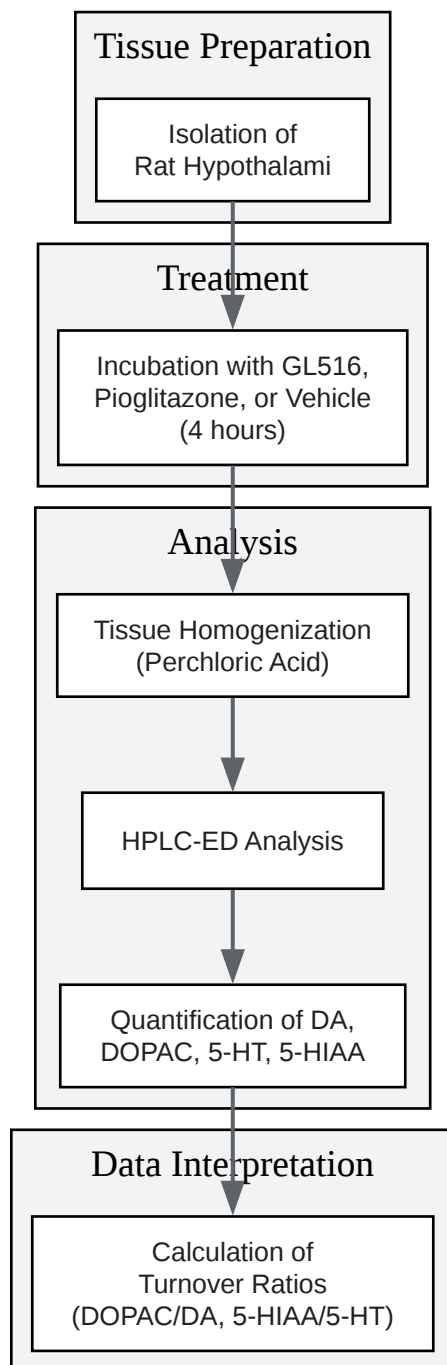 Tissue Preparation
Isolation of
Rat Hypothalami
Treatment
Incubation with GL516,
Pioglitazone, or Vehicle
(4 hours)
Analysis
Tissue Homogenization
(Perchloric Acid)
HPLC-ED Analysis
Quantification of DA,
DOPAC, 5-HT, 5-HIAA
Data Interpretation
Calculation of
Turnover Ratios
(DOPAC/DA, 5-HIAA/5-HT)